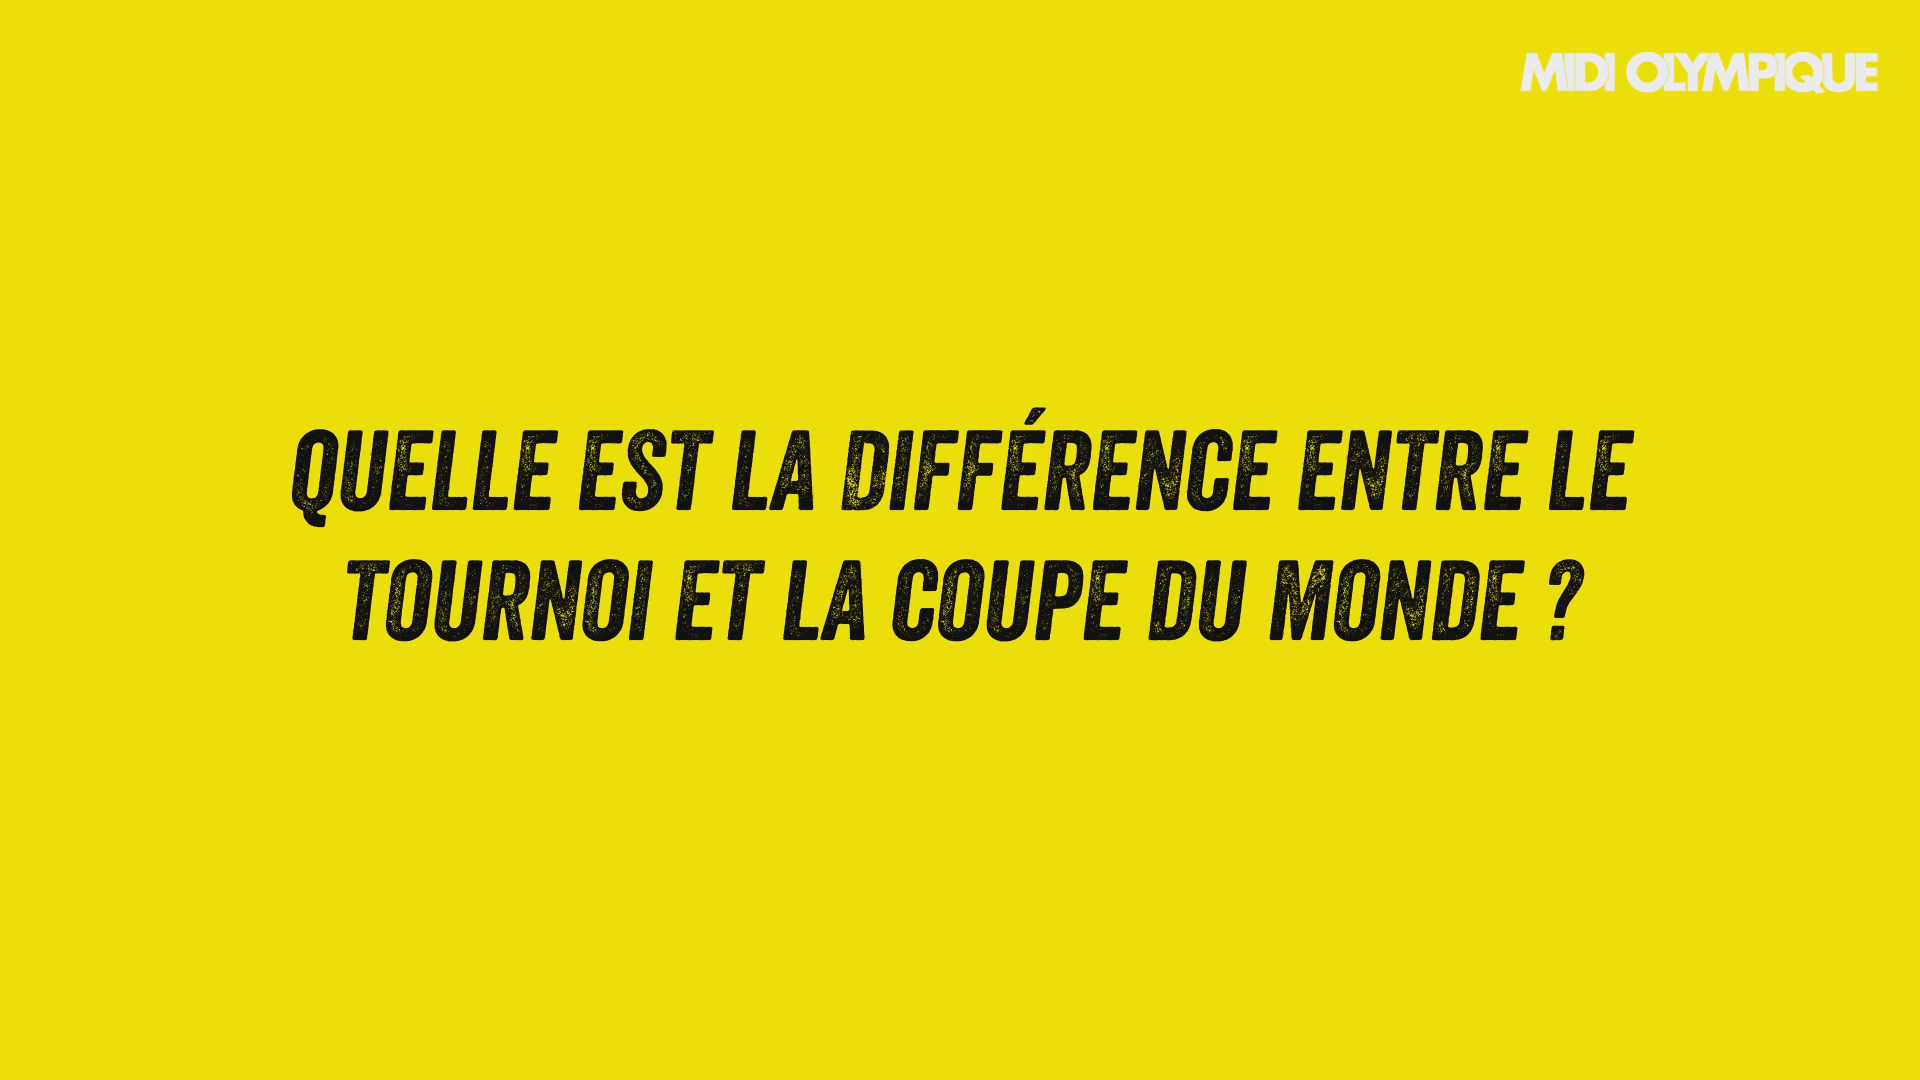 MIDI OLYMPIQUE
QUELLE EST LA DIFFÉRENCE ENTRE LE
TOURNOI ET LA COUPE DU MONDE ?